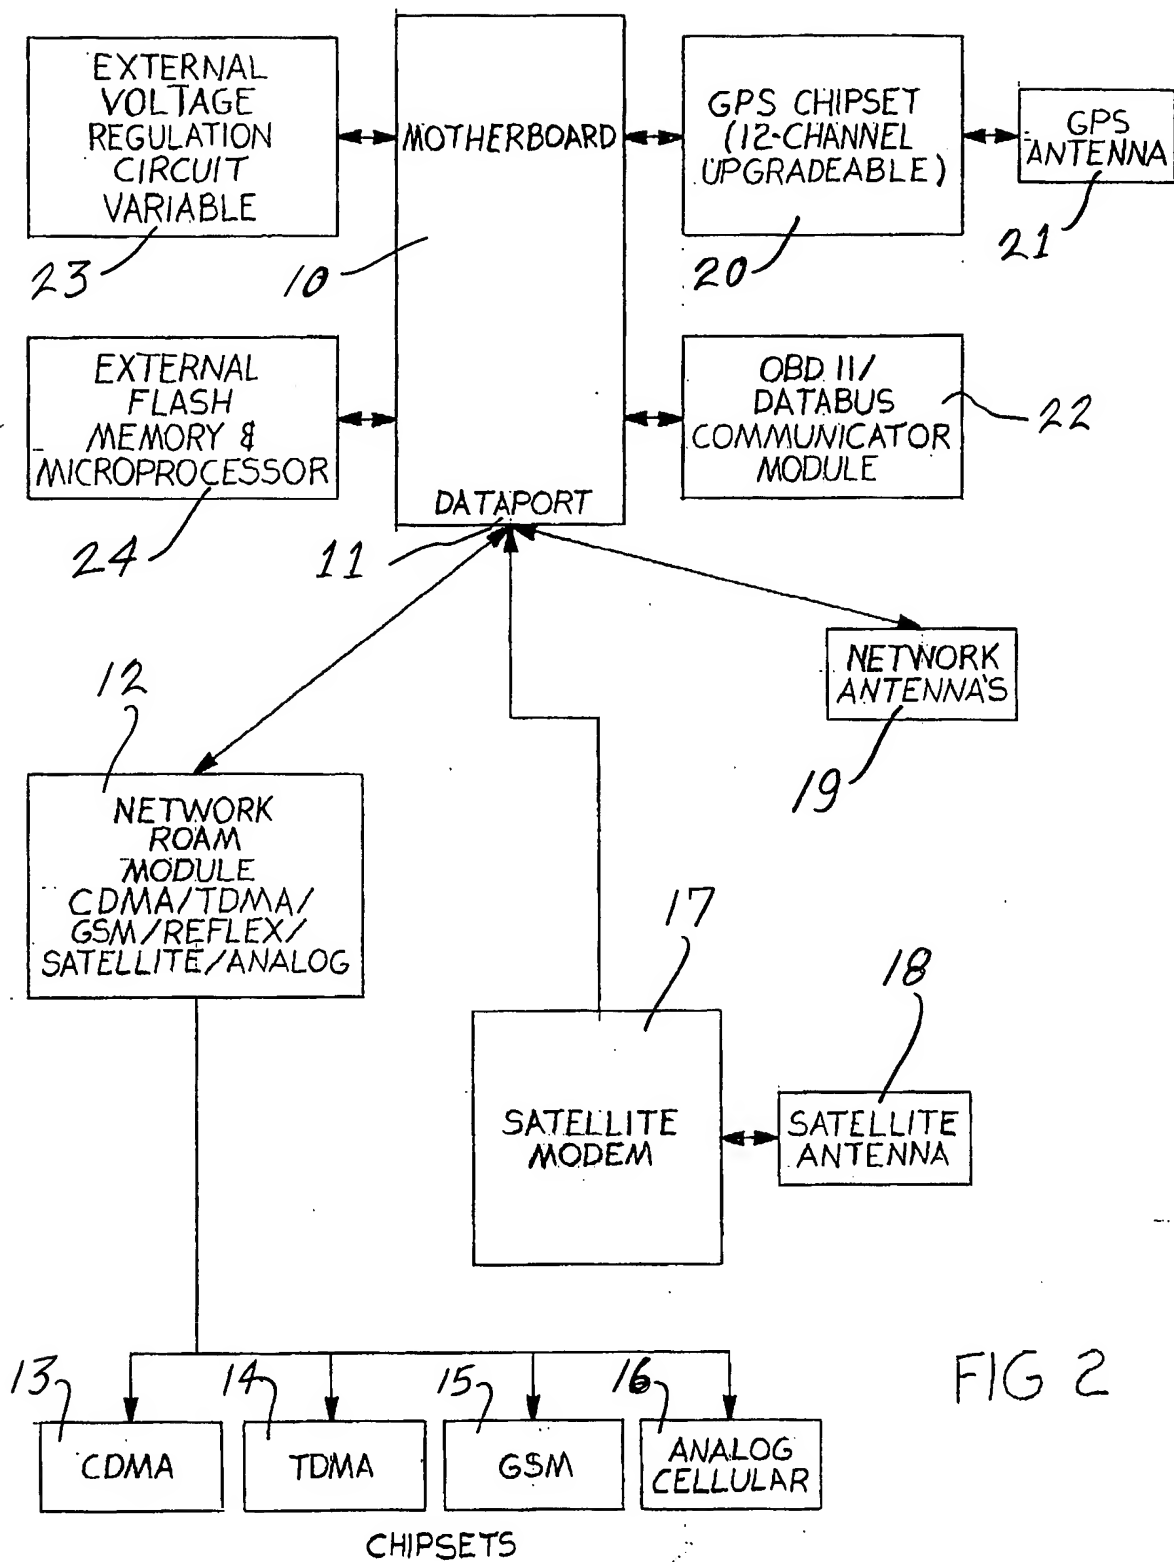 EXTERNAL
VOLTAGE
REGULATION
CIRCUIT
VARIABLE
23
MOTHERBOARD
10
GPS CHIPSET
(12-CHANNEL
UPGRADEABLE)
20
GPS
ANTENNA
21
EXTERNAL
FLASH
MEMORY &
MICROPROCESSOR
24
DATAPORT
11
OBD II/
DATABUS
COMMUNICATOR
MODULE
22
NETWORK
ANTENNA'S
19
12
NETWORK
ROAM
MODULE
CDMA/TDMA/
GSM/REFLEX/
SATELLITE/ANALOG
17
SATELLITE
MODEM
18
SATELLITE
ANTENNA
13
CDMA
14
TDMA
15
GSM
16
ANALOG
CELLULAR
CHIPSETS
FIG 2